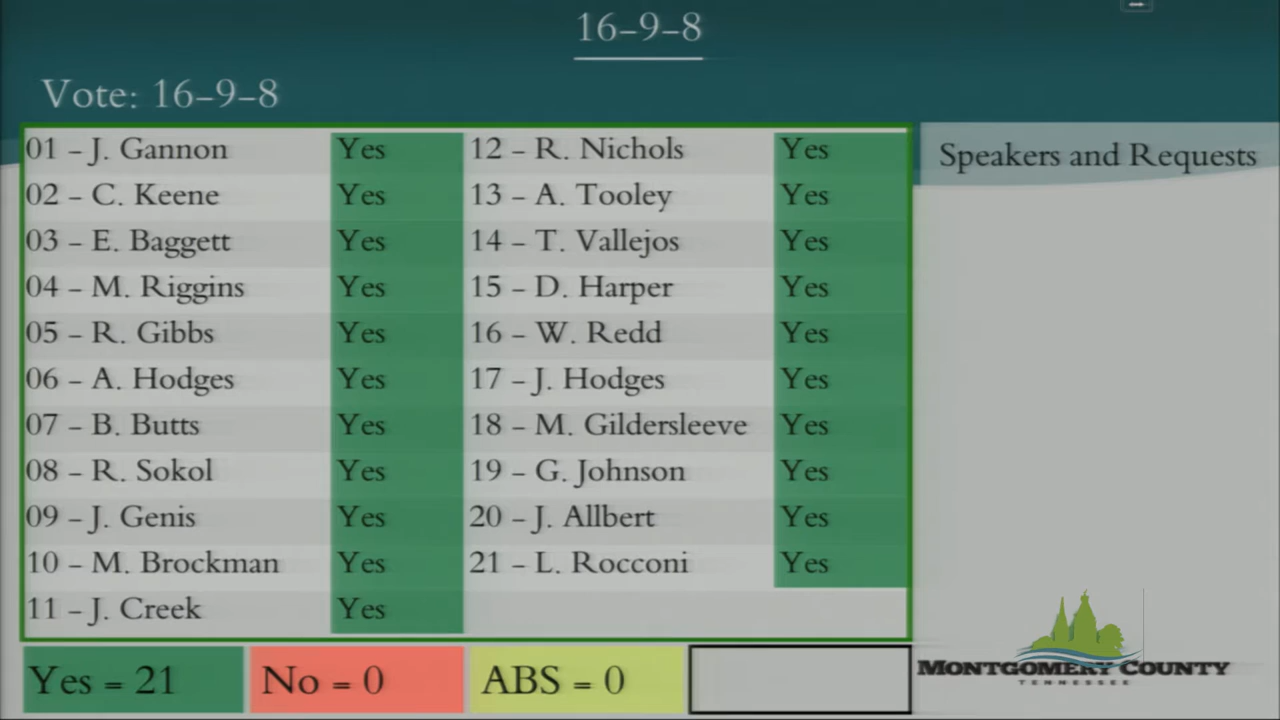 16-9-8
Vote: 16-9-8
01 - J. Gannon Yes
02 - C. Keene Yes
03 - E. Baggett Yes
04 - M. Riggins Yes
05 - R. Gibbs Yes
06 - A. Hodges Yes
07 - B. Butts Yes
08 - R. Sokol Yes
09 - J. Genis Yes
10 - M. Brockman Yes
11 - J. Creek Yes
12 - R. Nichols Yes
13 - A. Tooley Yes
14 - T. Vallejos Yes
15 - D. Harper Yes
16 - W. Redd Yes
17 - J. Hodges Yes
18 - M. Gildersleeve Yes
19 - G. Johnson Yes
20 - J. Allbert Yes
21 - L. Rocconi Yes
Yes = 21
No = 0
ABS = 0
Speakers and Requests
MONTGOMERY COUNTY
TENNESSEE